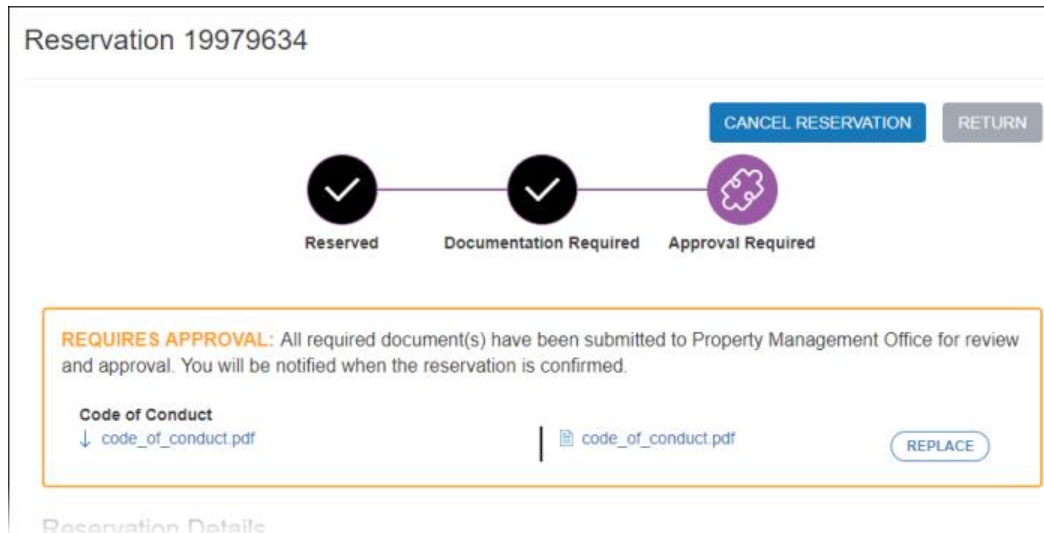 Reservation 19979634
CANCEL RESERVATION RETURN
Reserved Documentation Required Approval Required
REQUIRES APPROVAL: All required document(s) have been submitted to Property Management Office for review
and approval. You will be notified when the reservation is confirmed.
Code of Conduct
code_of_conduct.pdf code_of_conduct.pdf REPLACE
Reservation Details